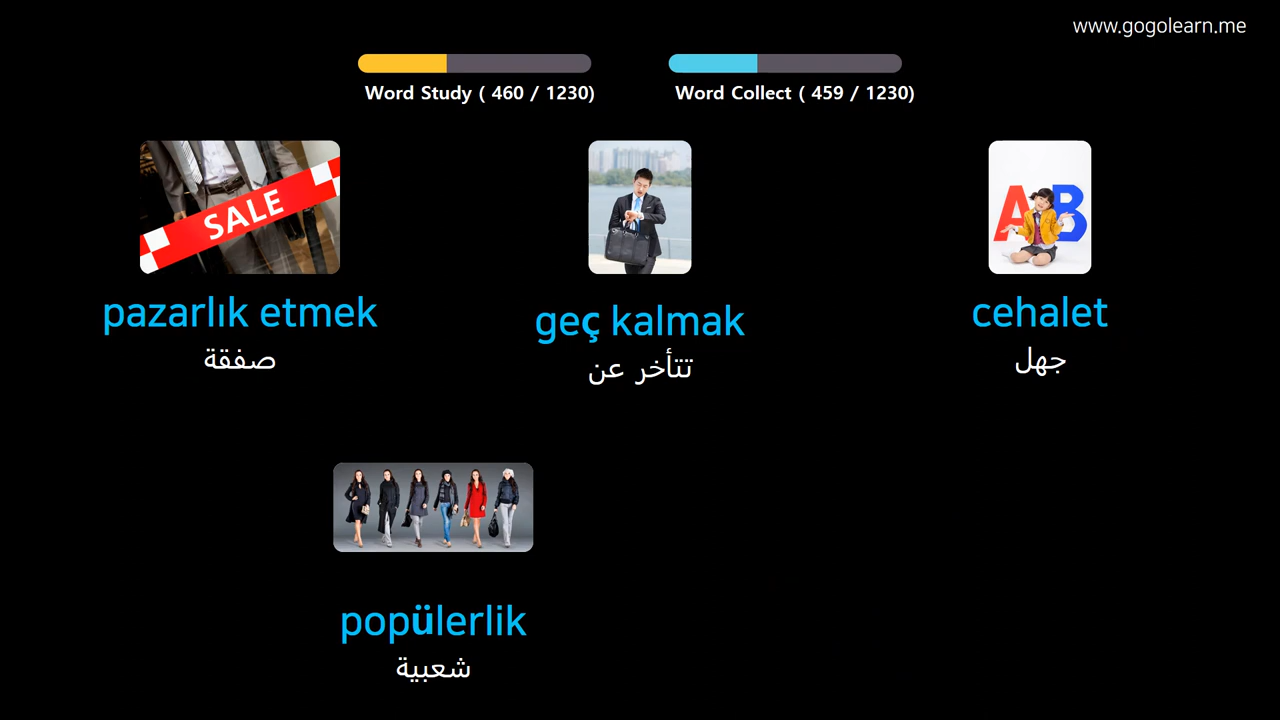 www.gogolearn.me
Word Study ( 460 / 1230)
Word Collect ( 459 / 1230)
SALE
A B
pazarlık etmek
صفقة
geç kalmak
تتأخر عن
cehalet
جهل
popülerlik
شعبية